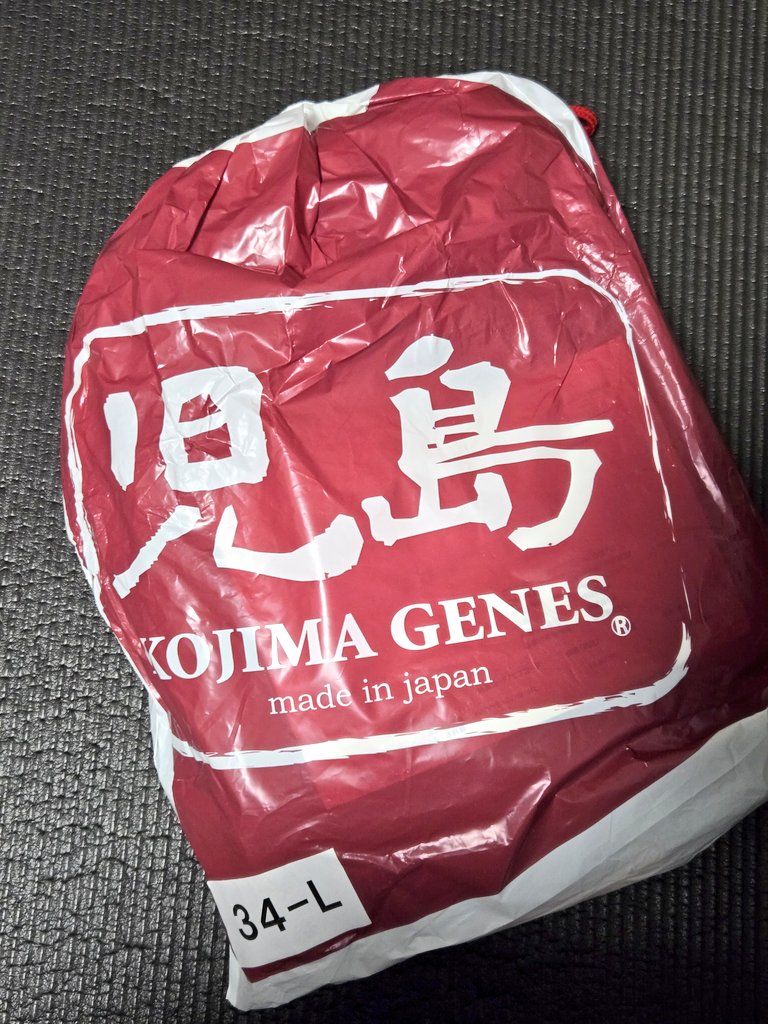 児島
KOJIMA GENES®
made in japan
34-L